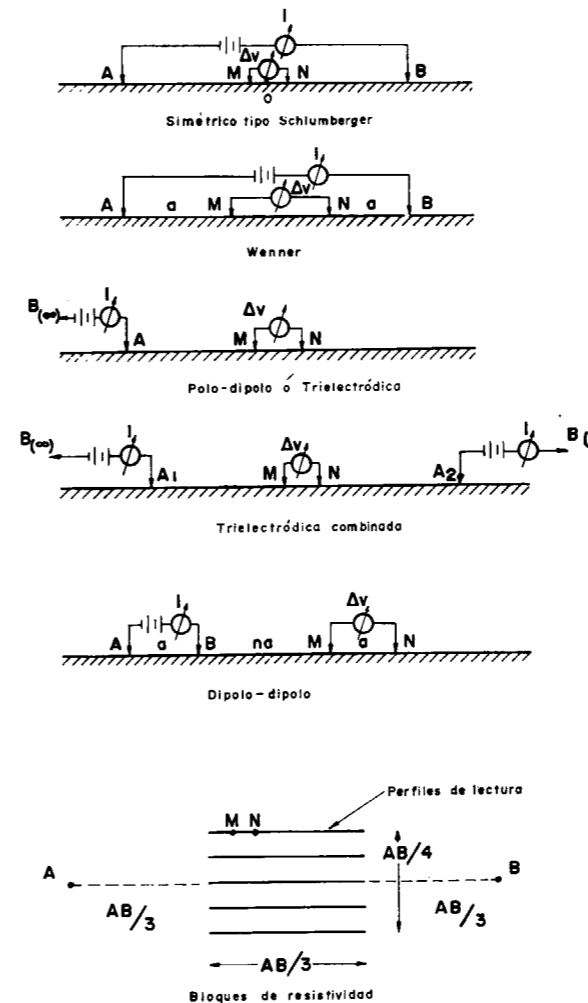 I
Δv
A M N B
O
Simétrico tipo Schlumberger
I
Δv
A a M N a B
Wenner
B(∞) I
Δv
A M N
Polo-dipolo ó Trielectródica
B(∞) I Δv I B(
A1 M N A2
Trielectródica combinada
I Δv
A a B na M a N
Dipolo-dipolo
Perfiles de lectura
M N
AB/4
A B
AB/3 AB/3
AB/3
Bloques de resistividad